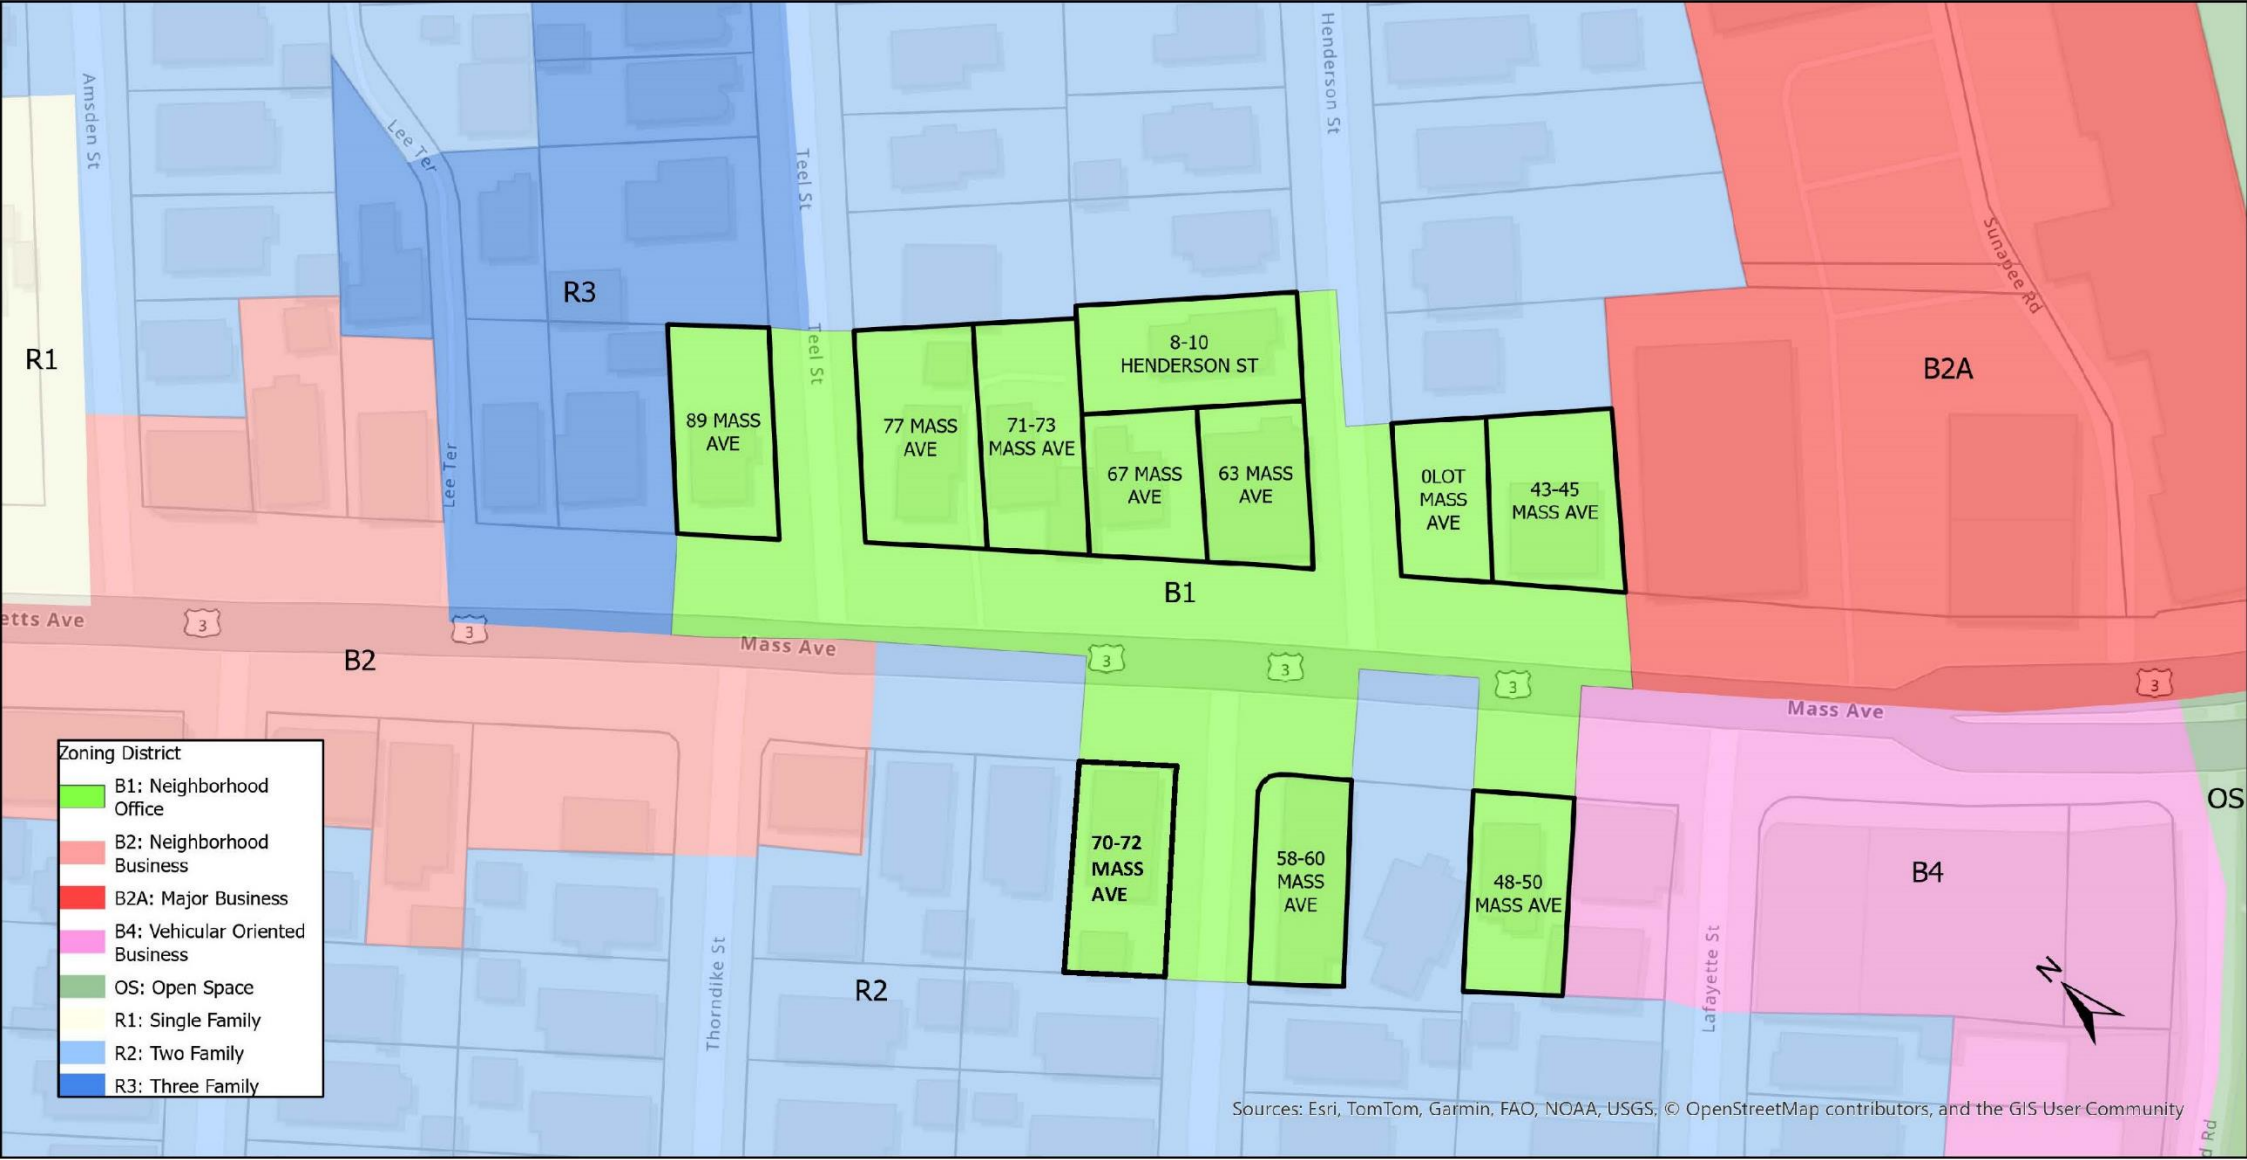 Amsden St
Lee Ter
Teel St
Henderson St
Sunapee Rd
R3
R1
Teel St
8-10
HENDERSON ST
B2A
89 MASS
AVE
77 MASS
AVE
71-73
MASS AVE
67 MASS
AVE
63 MASS
AVE
0LOT
MASS
AVE
43-45
MASS AVE
Lee Ter
B1
etts Ave
3
3
Mass Ave
B2
3
3
3
3
Mass Ave
Zoning District
B1: Neighborhood
Office
B2: Neighborhood
Business
B2A: Major Business
B4: Vehicular Oriented
Business
OS: Open Space
R1: Single Family
R2: Two Family
R3: Three Family
70-72
MASS
AVE
58-60
MASS
AVE
48-50
MASS AVE
B4
OS
Thorndike St
R2
Lafayette St
N
Sources: Esri, TomTom, Garmin, FAO, NOAA, USGS, © OpenStreetMap contributors, and the GIS User Community
d Rd